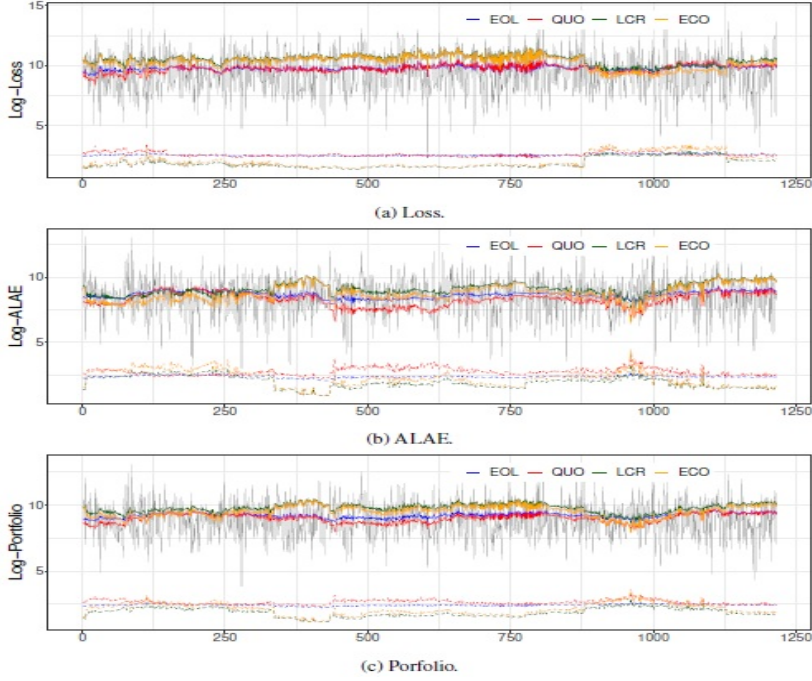 15
EOL QUO LCR ECO
10
Log-Loss
5
0 250 500 750 1000 1250
(a) Loss.
EOL QUO LCR ECO
10
Log-ALAE
5
0 250 500 750 1000 1250
(b) ALAE.
EOL QUO LCR ECO
10
Log-Portfolio
5
0 250 500 750 1000 1250
(c) Porfolio.